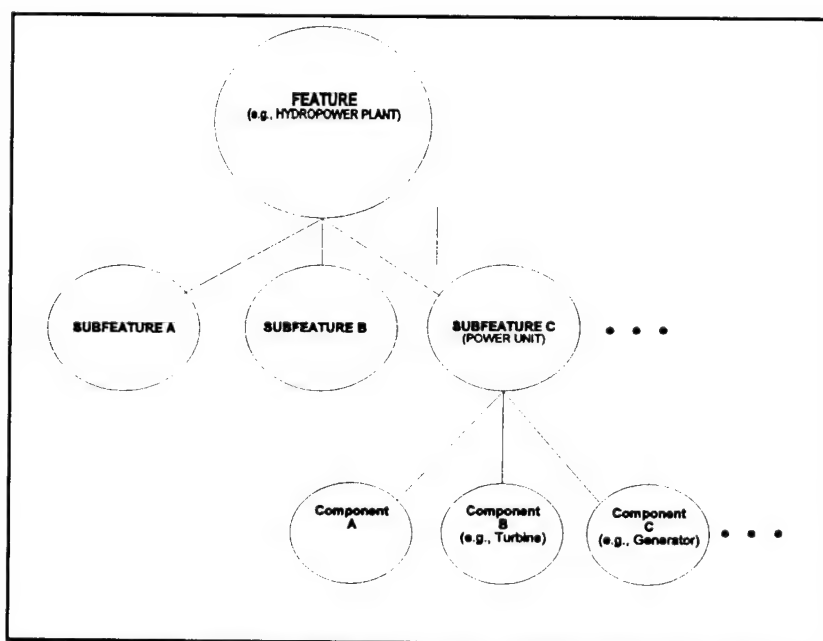 FEATURE
(e.g., HYDROPOWER PLANT)
SUBFEATURE A
SUBFEATURE B
SUBFEATURE C
(POWER UNIT)
• • •
Component
A
Component
B
(e.g., Turbine)
Component
C
(e.g., Generator)
• • •